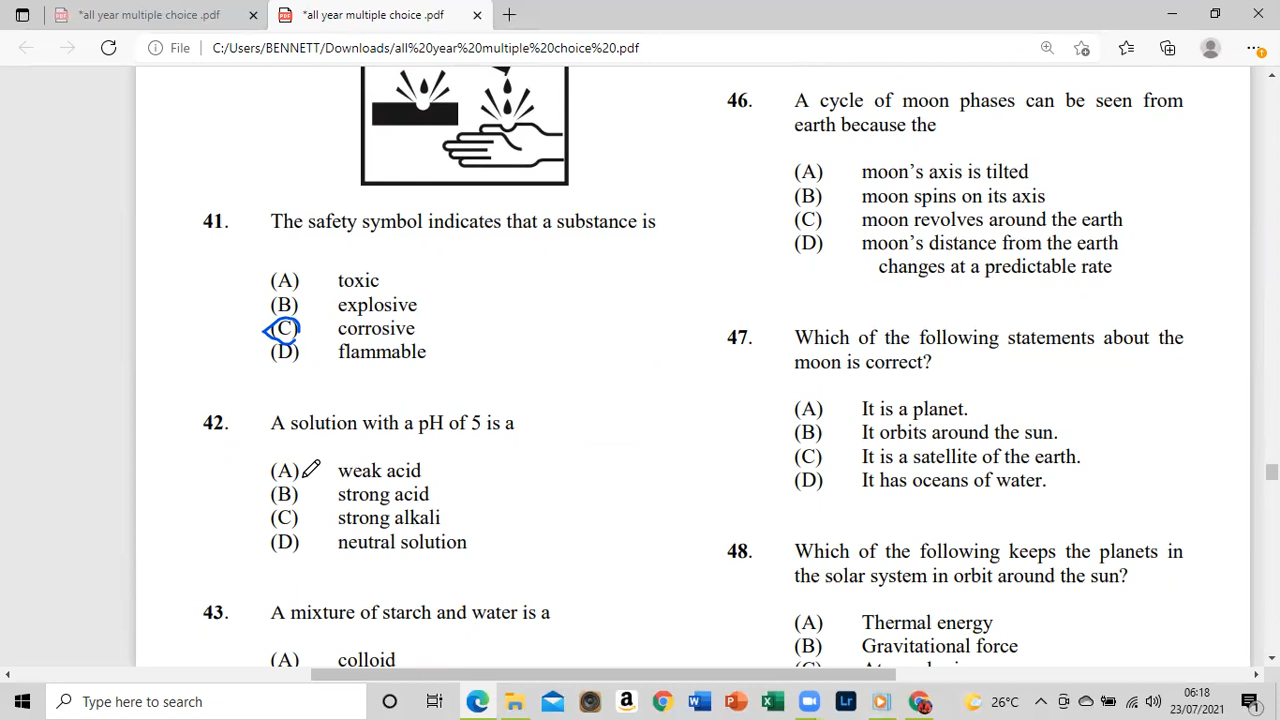 *all year multiple choice .pdf
*all year multiple choice .pdf
File
C:/Users/BENNETT/Downloads/all%20year%20multiple%20choice%20.pdf
41. The safety symbol indicates that a substance is
(A) toxic
(B) explosive
(C) corrosive
(D) flammable
42. A solution with a pH of 5 is a
(A) weak acid
(B) strong acid
(C) strong alkali
(D) neutral solution
43. A mixture of starch and water is a
(A) colloid
46. A cycle of moon phases can be seen from
earth because the
(A) moon’s axis is tilted
(B) moon spins on its axis
(C) moon revolves around the earth
(D) moon’s distance from the earth
changes at a predictable rate
47. Which of the following statements about the
moon is correct?
(A) It is a planet.
(B) It orbits around the sun.
(C) It is a satellite of the earth.
(D) It has oceans of water.
48. Which of the following keeps the planets in
the solar system in orbit around the sun?
(A) Thermal energy
(B) Gravitational force
Type here to search
26°C
06:18
23/07/2021